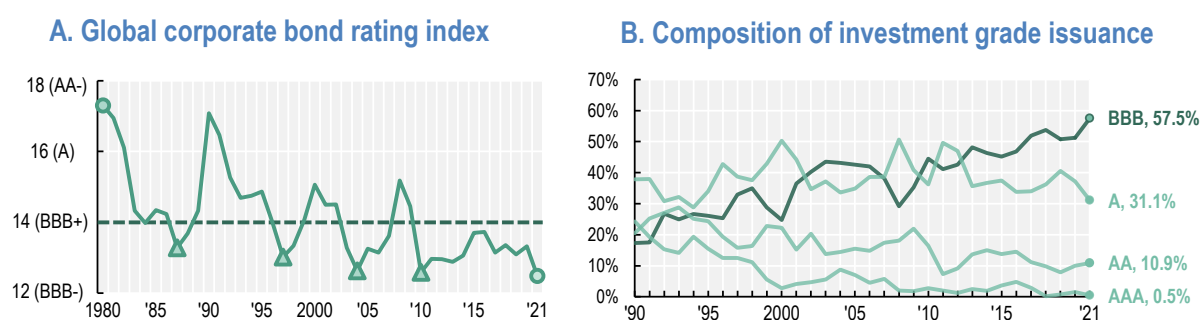 A. Global corporate bond rating index
18 (AA-)
16 (A)
14 (BBB+)
12 (BBB-)
1980 '85 '90 '95 2000 '05 '10 '15 '21
B. Composition of investment grade issuance
70%
60%
50%
40%
30%
20%
10%
0%
BBB, 57.5%
A, 31.1%
AA, 10.9%
AAA, 0.5%
'90 '95 2000 '05 '10 '15 '21